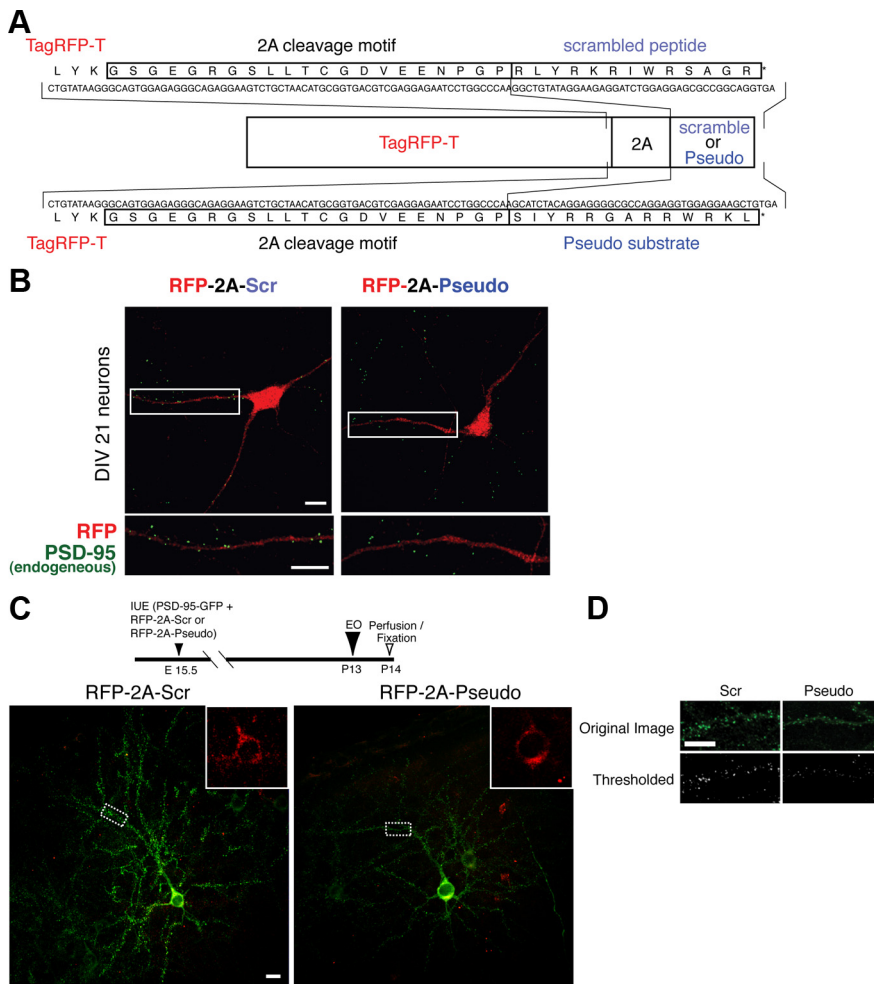 A
TagRFP-T 2A cleavage motif scrambled peptide
L Y K G S G E G R G S L L T C G D V E E N P G P R L Y R K R I W R S A G R *
CTGTATAAGGGCAGTGGAGAGGGCAGAGGAAGTCTGCTAACATGCGGTGACGTCGAGGAGAATCCTGGCCCAAGGCTGTATAGGAAGAGGATCTGGAGGAGCGCCGGCAGGTGA
TagRFP-T 2A scramble
or
Pseudo
CTGTATAAGGGCAGTGGAGAGGGCAGAGGAAGTCTGCTAACATGCGGTGACGTCGAGGAGAATCCTGGCCCAAGCATCTACAGGAGGGGCGCCAGGAGGTGGAGGAAGCTGTGA
L Y K G S G E G R G S L L T C G D V E E N P G P S I Y R R G A R R W R K L *
TagRFP-T 2A cleavage motif Pseudo substrate
B
RFP-2A-Scr RFP-2A-Pseudo
DIV 21 neurons
RFP
PSD-95
(endogeneous)
C
IUE (PSD-95-GFP +
RFP-2A-Scr or
RFP-2A-Pseudo)
EO Perfusion /
Fixation
E 15.5 P13 P14
RFP-2A-Scr RFP-2A-Pseudo
D
Scr Pseudo
Original Image
Thresholded